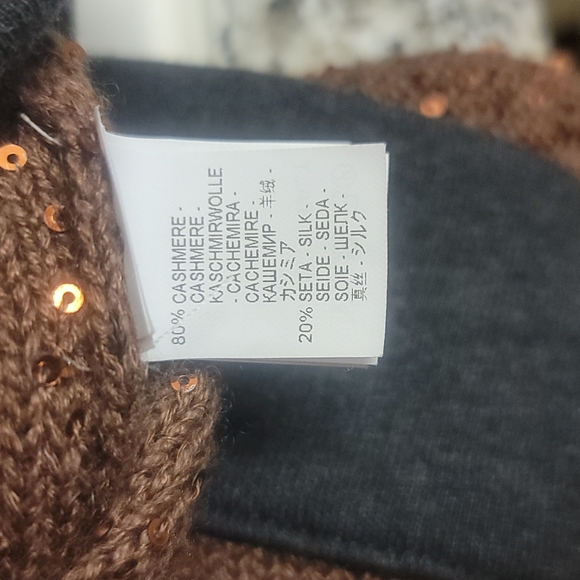 80% CASHMERE -
CASHMERE -
KASCHMIRWOLLE
- CACHEMIRA -
CACHEMIRE -
КАШЕМИР - 羊绒 -
カシミア
20% SETA - SILK -
SEIDE - SEDA -
SOIE - ШЕЛК -
真丝 - シルク